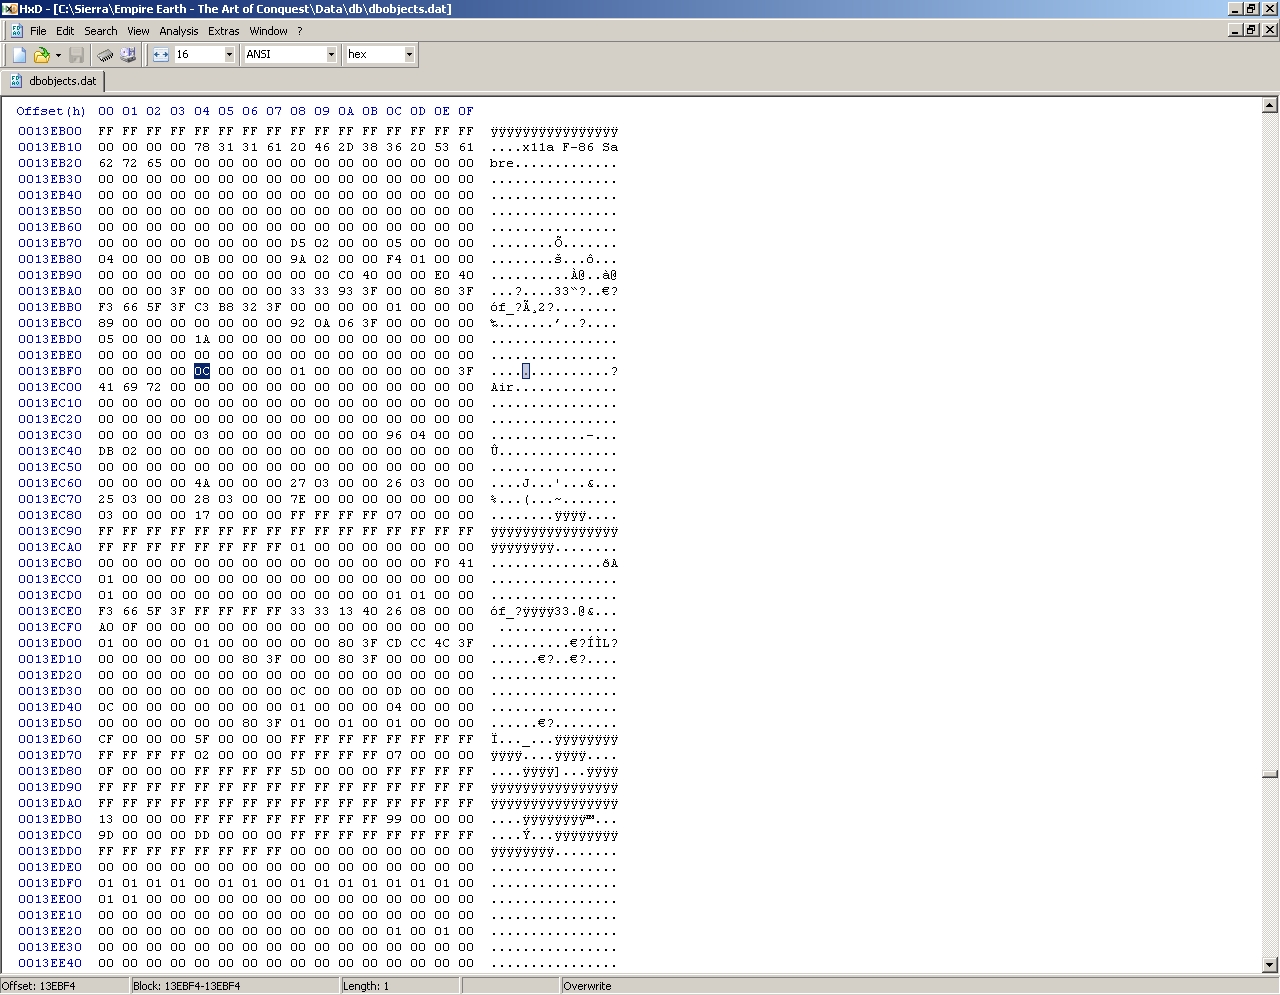 HxD - [C:\Sierra\Empire Earth - The Art of Conquest\Data\db\dbobjects.dat]
File Edit Search View Analysis Extras Window ?
16 ANSI hex
dbobjects.dat
Offset(h) 00 01 02 03 04 05 06 07 08 09 0A 0B 0C 0D 0E 0F
0013EB00 FF FF FF FF FF FF FF FF FF FF FF FF FF FF FF FF ÿÿÿÿÿÿÿÿÿÿÿÿÿÿÿÿ
0013EB10 00 00 00 00 78 31 31 61 20 46 2D 38 36 20 53 61 ....x11a F-86 Sa
0013EB20 62 72 65 00 00 00 00 00 00 00 00 00 00 00 00 00 bre.............
0013EB30 00 00 00 00 00 00 00 00 00 00 00 00 00 00 00 00 ................
0013EB40 00 00 00 00 00 00 00 00 00 00 00 00 00 00 00 00 ................
0013EB50 00 00 00 00 00 00 00 00 00 00 00 00 00 00 00 00 ................
0013EB60 00 00 00 00 00 00 00 00 00 00 00 00 00 00 00 00 ................
0013EB70 00 00 00 00 00 00 00 00 D5 02 00 00 05 00 00 00 ........Õ.......
0013EB80 04 00 00 00 0B 00 00 00 9A 02 00 00 F4 01 00 00 ........š...ô...
0013EB90 00 00 00 00 00 00 00 00 00 00 C0 40 00 00 E0 40 ..........À@..à@
0013EBA0 00 00 00 3F 00 00 00 00 33 33 93 3F 00 00 80 3F ...?....33“?..€?
0013EBB0 F3 66 5F 3F C3 B8 32 3F 00 00 00 00 01 00 00 00 óf_?Ã¸2?........
0013EBC0 89 00 00 00 00 00 00 00 92 0A 06 3F 00 00 00 00 ‰.......’..?....
0013EBD0 05 00 00 00 1A 00 00 00 00 00 00 00 00 00 00 00 ................
0013EBE0 00 00 00 00 00 00 00 00 00 00 00 00 00 00 00 00 ................
0013EBF0 00 00 00 00 0C 00 00 00 01 00 00 00 00 00 00 3F ...............?
0013EC00 41 69 72 00 00 00 00 00 00 00 00 00 00 00 00 00 Air.............
0013EC10 00 00 00 00 00 00 00 00 00 00 00 00 00 00 00 00 ................
0013EC20 00 00 00 00 00 00 00 00 00 00 00 00 00 00 00 00 ................
0013EC30 00 00 00 00 03 00 00 00 00 00 00 00 96 04 00 00 ............–...
0013EC40 DB 02 00 00 00 00 00 00 00 00 00 00 00 00 00 00 Û...............
0013EC50 00 00 00 00 00 00 00 00 00 00 00 00 00 00 00 00 ................
0013EC60 00 00 00 00 4A 00 00 00 27 03 00 00 26 03 00 00 ....J...'...&...
0013EC70 25 03 00 00 28 03 00 00 7E 00 00 00 00 00 00 00 %...(...~.......
0013EC80 03 00 00 00 17 00 00 00 FF FF FF FF 07 00 00 00 ........ÿÿÿÿ....
0013EC90 FF FF FF FF FF FF FF FF FF FF FF FF FF FF FF FF ÿÿÿÿÿÿÿÿÿÿÿÿÿÿÿÿ
0013ECA0 FF FF FF FF FF FF FF FF 01 00 00 00 00 00 00 00 ÿÿÿÿÿÿÿÿ........
0013ECB0 00 00 00 00 00 00 00 00 00 00 00 00 00 00 F0 41 ..............ðA
0013ECC0 01 00 00 00 00 00 00 00 00 00 00 00 00 00 00 00 ................
0013ECD0 01 00 00 00 00 00 00 00 00 00 00 00 01 01 00 00 ................
0013ECE0 F3 66 5F 3F FF FF FF FF 33 33 13 40 26 08 00 00 óf_?ÿÿÿÿ33.@&...
0013ECF0 A0 0F 00 00 00 00 00 00 00 00 00 00 00 00 00 00  ...............
0013ED00 01 00 00 00 01 00 00 00 00 00 80 3F CD CC 4C 3F ..........€?ÍÌL?
0013ED10 00 00 00 00 00 00 80 3F 00 00 80 3F 00 00 00 00 ......€?..€?....
0013ED20 00 00 00 00 00 00 00 00 00 00 00 00 00 00 00 00 ................
0013ED30 00 00 00 00 00 00 00 00 0C 00 00 00 0D 00 00 00 ................
0013ED40 0C 00 00 00 00 00 00 00 01 00 00 00 04 00 00 00 ................
0013ED50 00 00 00 00 00 00 80 3F 01 00 01 00 01 00 00 00 ......€?........
0013ED60 CF 00 00 00 5F 00 00 00 FF FF FF FF FF FF FF FF Ï..._...ÿÿÿÿÿÿÿÿ
0013ED70 FF FF FF FF 02 00 00 00 FF FF FF FF 07 00 00 00 ÿÿÿÿ....ÿÿÿÿ....
0013ED80 0F 00 00 00 FF FF FF FF 5D 00 00 00 FF FF FF FF ....ÿÿÿÿ]...ÿÿÿÿ
0013ED90 FF FF FF FF FF FF FF FF FF FF FF FF FF FF FF FF ÿÿÿÿÿÿÿÿÿÿÿÿÿÿÿÿ
0013EDA0 FF FF FF FF FF FF FF FF FF FF FF FF FF FF FF FF ÿÿÿÿÿÿÿÿÿÿÿÿÿÿÿÿ
0013EDB0 13 00 00 00 FF FF FF FF FF FF FF FF 99 00 00 00 ....ÿÿÿÿÿÿÿÿ™...
0013EDC0 9D 00 00 00 DD 00 00 00 FF FF FF FF FF FF FF FF ....Ý...ÿÿÿÿÿÿÿÿ
0013EDD0 FF FF FF FF FF FF FF FF 00 00 00 00 00 00 00 00 ÿÿÿÿÿÿÿÿ........
0013EDE0 00 00 00 00 00 00 00 00 00 00 00 00 00 00 00 00 ................
0013EDF0 01 01 01 01 00 01 01 00 01 01 01 01 01 01 01 00 ................
0013EE00 01 01 00 00 00 00 00 00 00 00 00 00 00 00 00 00 ................
0013EE10 00 00 00 00 00 00 00 00 00 00 00 00 00 00 00 00 ................
0013EE20 00 00 00 00 00 00 00 00 00 00 00 00 01 00 01 00 ................
0013EE30 00 00 00 00 00 00 00 00 00 00 00 00 00 00 00 00 ................
0013EE40 00 00 00 00 00 00 00 00 00 00 00 00 00 00 00 00 ................
Offset: 13EBF4 Block: 13EBF4-13EBF4 Length: 1 Overwrite